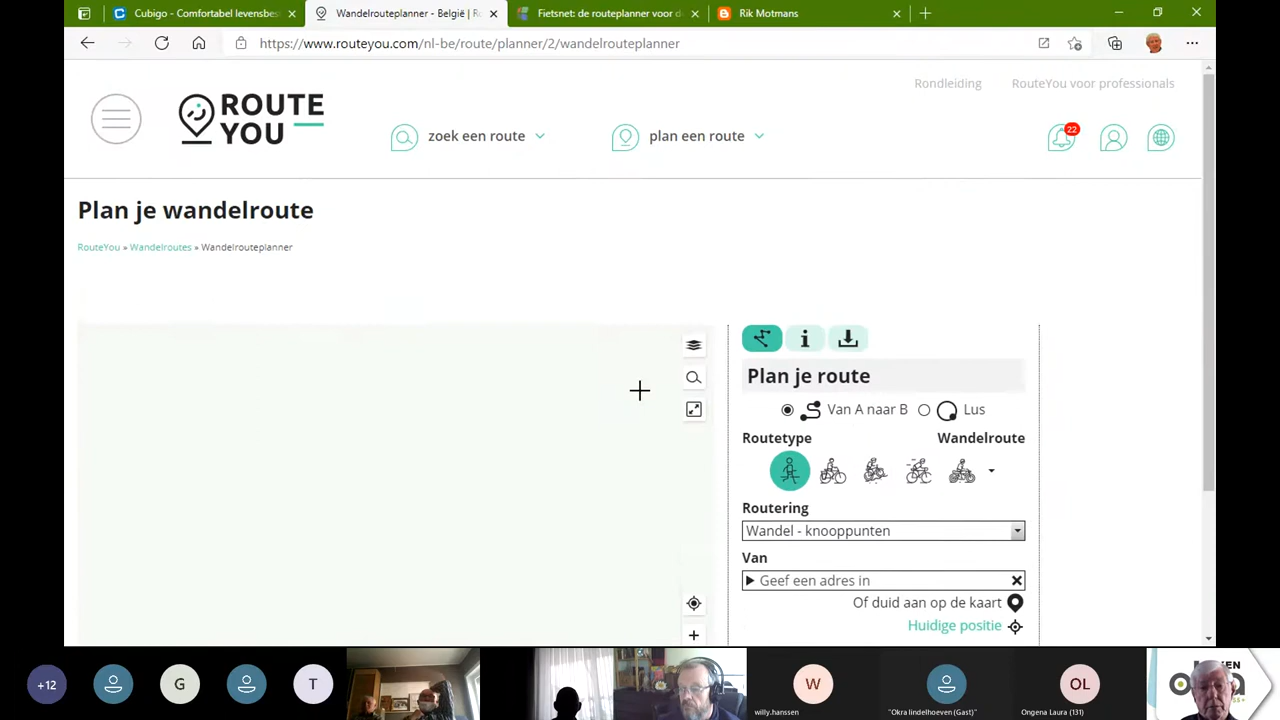 Cubigo - Comfortabel levensbes
Wandelrouteplanner - België | Ro
Fietsnet: de routeplanner voor d
Rik Motmans
https://www.routeyou.com/nl-be/route/planner/2/wandelrouteplanner
Rondleiding
RouteYou voor professionals
ROUTE
YOU
zoek een route
plan een route
22
Plan je wandelroute
RouteYou » Wandelroutes » Wandelrouteplanner
Plan je route
Van A naar B
Lus
Routetype
Wandelroute
Routering
Wandel - knooppunten
Van
Geef een adres in
Of duid aan op de kaart
Huidige positie
+12
G
T
W
willy.hanssen
"Okra lindelhoeven (Gast)"
OL
Ongena Laura (131)